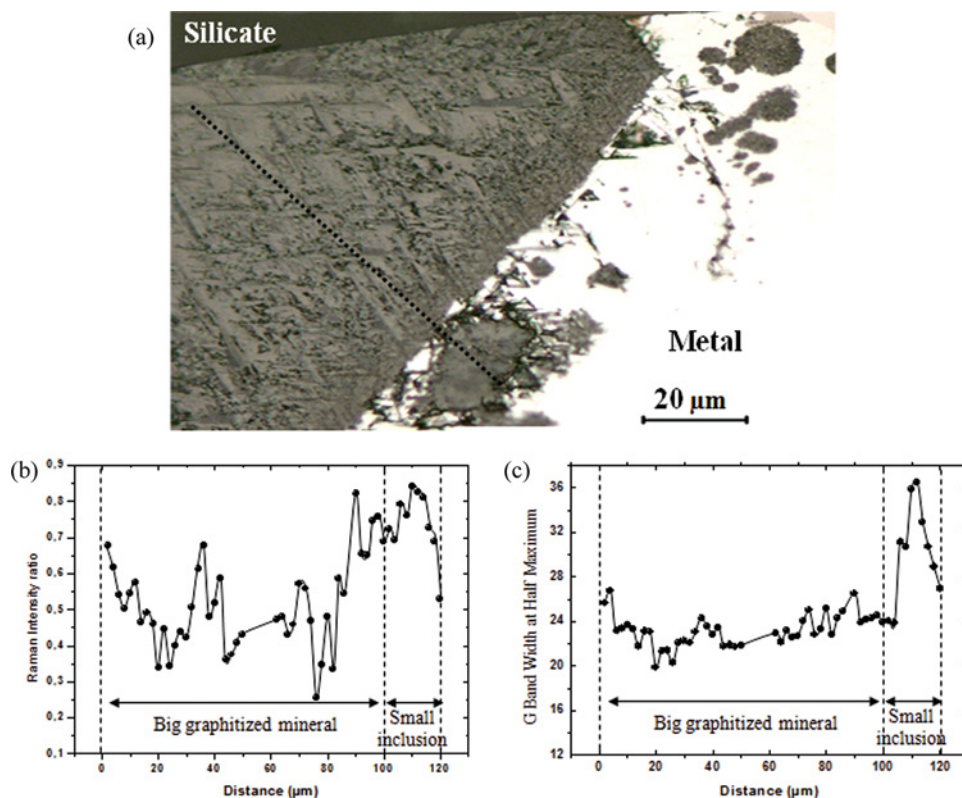 (a)
Silicate
Metal
20 µm
(b)
Raman Intensity ratio
0,9
0,8
0,7
0,6
0,5
0,4
0,3
0,2
0,1
Big graphitized mineral
Small
inclusion
0 20 40 60 80 100 120
Distance (µm)
(c)
G Band Width at Half Maximum
36
32
28
24
20
16
12
Big graphitized mineral
Small
inclusion
0 20 40 60 80 100 120
Distance (µm)